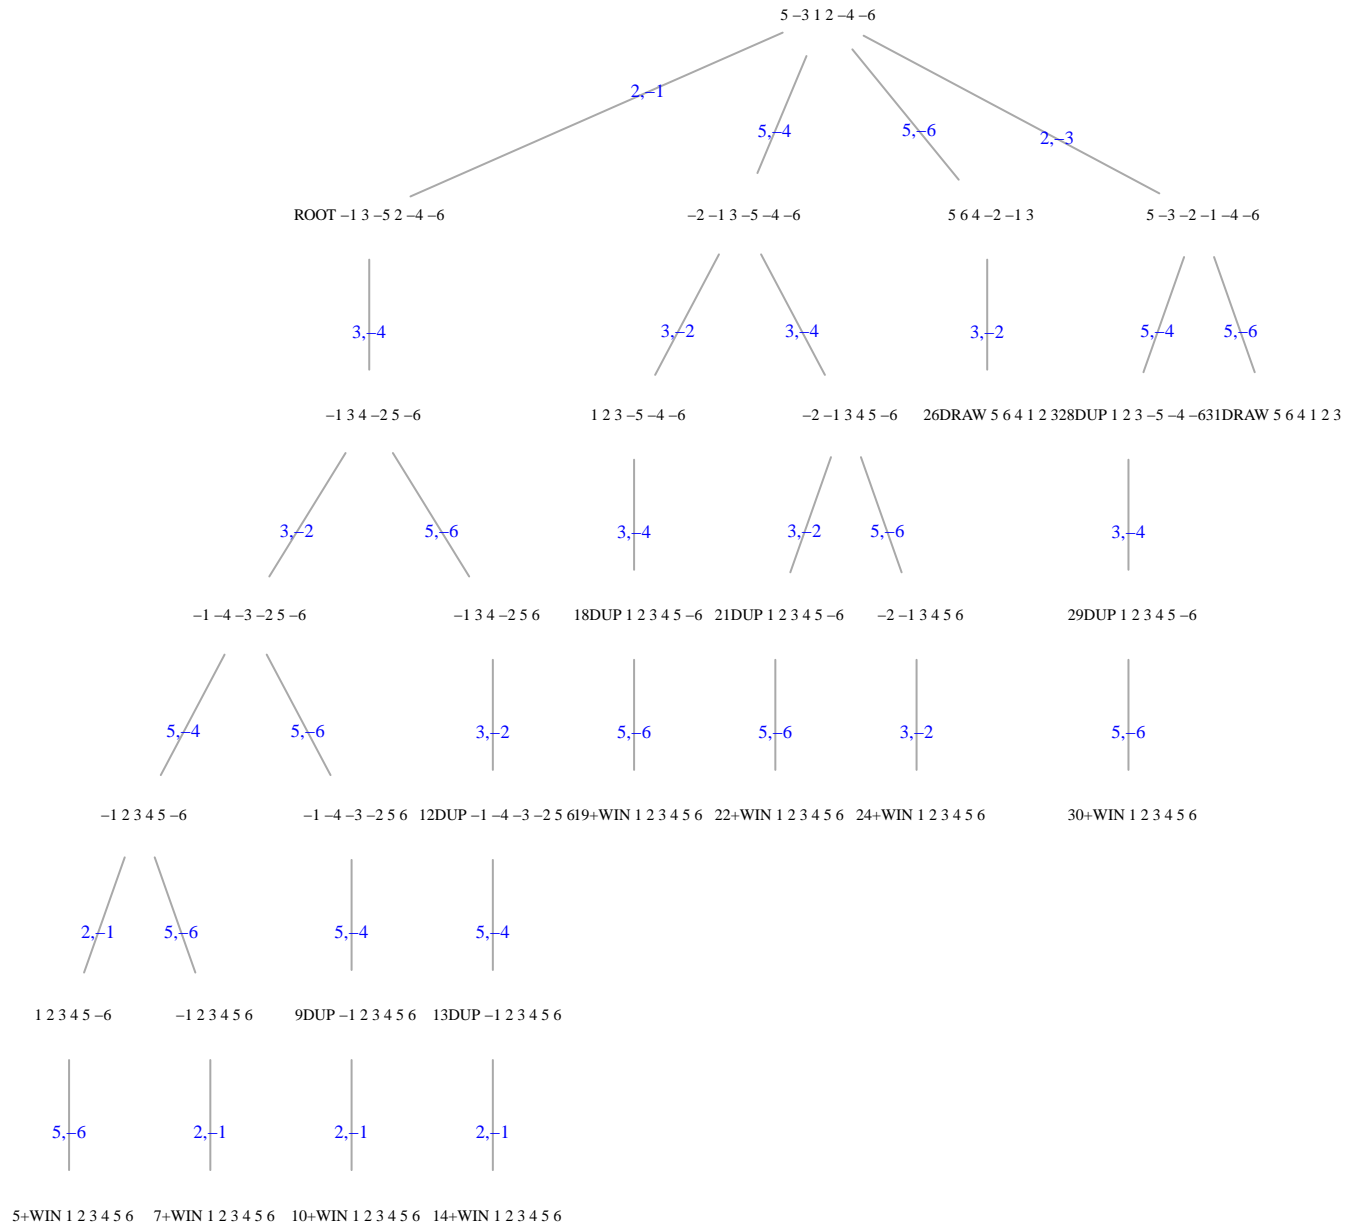 5 −3 1 2 −4 −6
2,−1
5,−4
5,−6
2,−3
ROOT −1 3 −5 2 −4 −6
−2 −1 3 −5 −4 −6
5 6 4 −2 −1 3
5 −3 −2 −1 −4 −6
3,−4
3,−2
3,−4
3,−2
5,−4
5,−6
−1 3 4 −2 5 −6
1 2 3 −5 −4 −6
−2 −1 3 4 5 −6
26DRAW 5 6 4 1 2 3
28DUP 1 2 3 −5 −4 −6
31DRAW 5 6 4 1 2 3
3,−2
5,−6
3,−4
3,−2
5,−6
3,−4
−1 −4 −3 −2 5 −6
−1 3 4 −2 5 6
18DUP 1 2 3 4 5 −6
21DUP 1 2 3 4 5 −6
−2 −1 3 4 5 6
29DUP 1 2 3 4 5 −6
5,−4
5,−6
3,−2
5,−6
5,−6
3,−2
5,−6
−1 2 3 4 5 −6
−1 −4 −3 −2 5 6
12DUP −1 −4 −3 −2 5 6
19+WIN 1 2 3 4 5 6
22+WIN 1 2 3 4 5 6
24+WIN 1 2 3 4 5 6
30+WIN 1 2 3 4 5 6
2,−1
5,−6
5,−4
5,−4
1 2 3 4 5 −6
−1 2 3 4 5 6
9DUP −1 2 3 4 5 6
13DUP −1 2 3 4 5 6
5,−6
2,−1
2,−1
2,−1
5+WIN 1 2 3 4 5 6
7+WIN 1 2 3 4 5 6
10+WIN 1 2 3 4 5 6
14+WIN 1 2 3 4 5 6